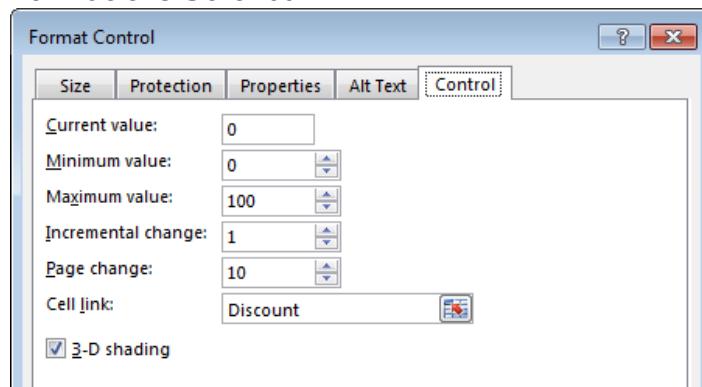 Format Control
Size Protection Properties Alt Text Control
Current value: 0
Minimum value: 0
Maximum value: 100
Incremental change: 1
Page change: 10
Cell link: Discount
3-D shading